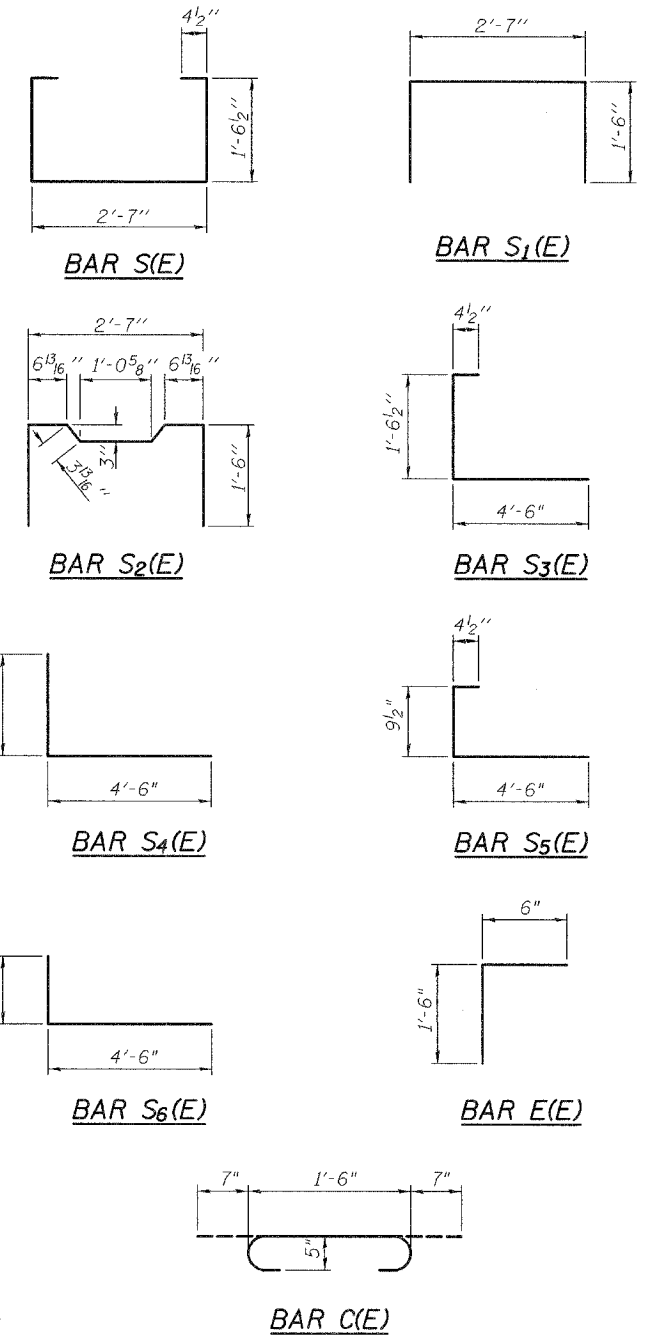 4½"
1'-6½"
2'-7"
BAR S(E)
2'-7"
1'-6"
BAR S1(E)
2'-7"
6 13/16" 1'-0 5/8" 6 13/16"
3"
3 13/16"
1'-6"
BAR S2(E)
4½"
1'-6½"
4'-6"
BAR S3(E)
4'-6"
BAR S4(E)
4½"
9½"
4'-6"
BAR S5(E)
4'-6"
BAR S6(E)
6"
1'-6"
BAR E(E)
7" 1'-6" 7"
5"
BAR C(E)